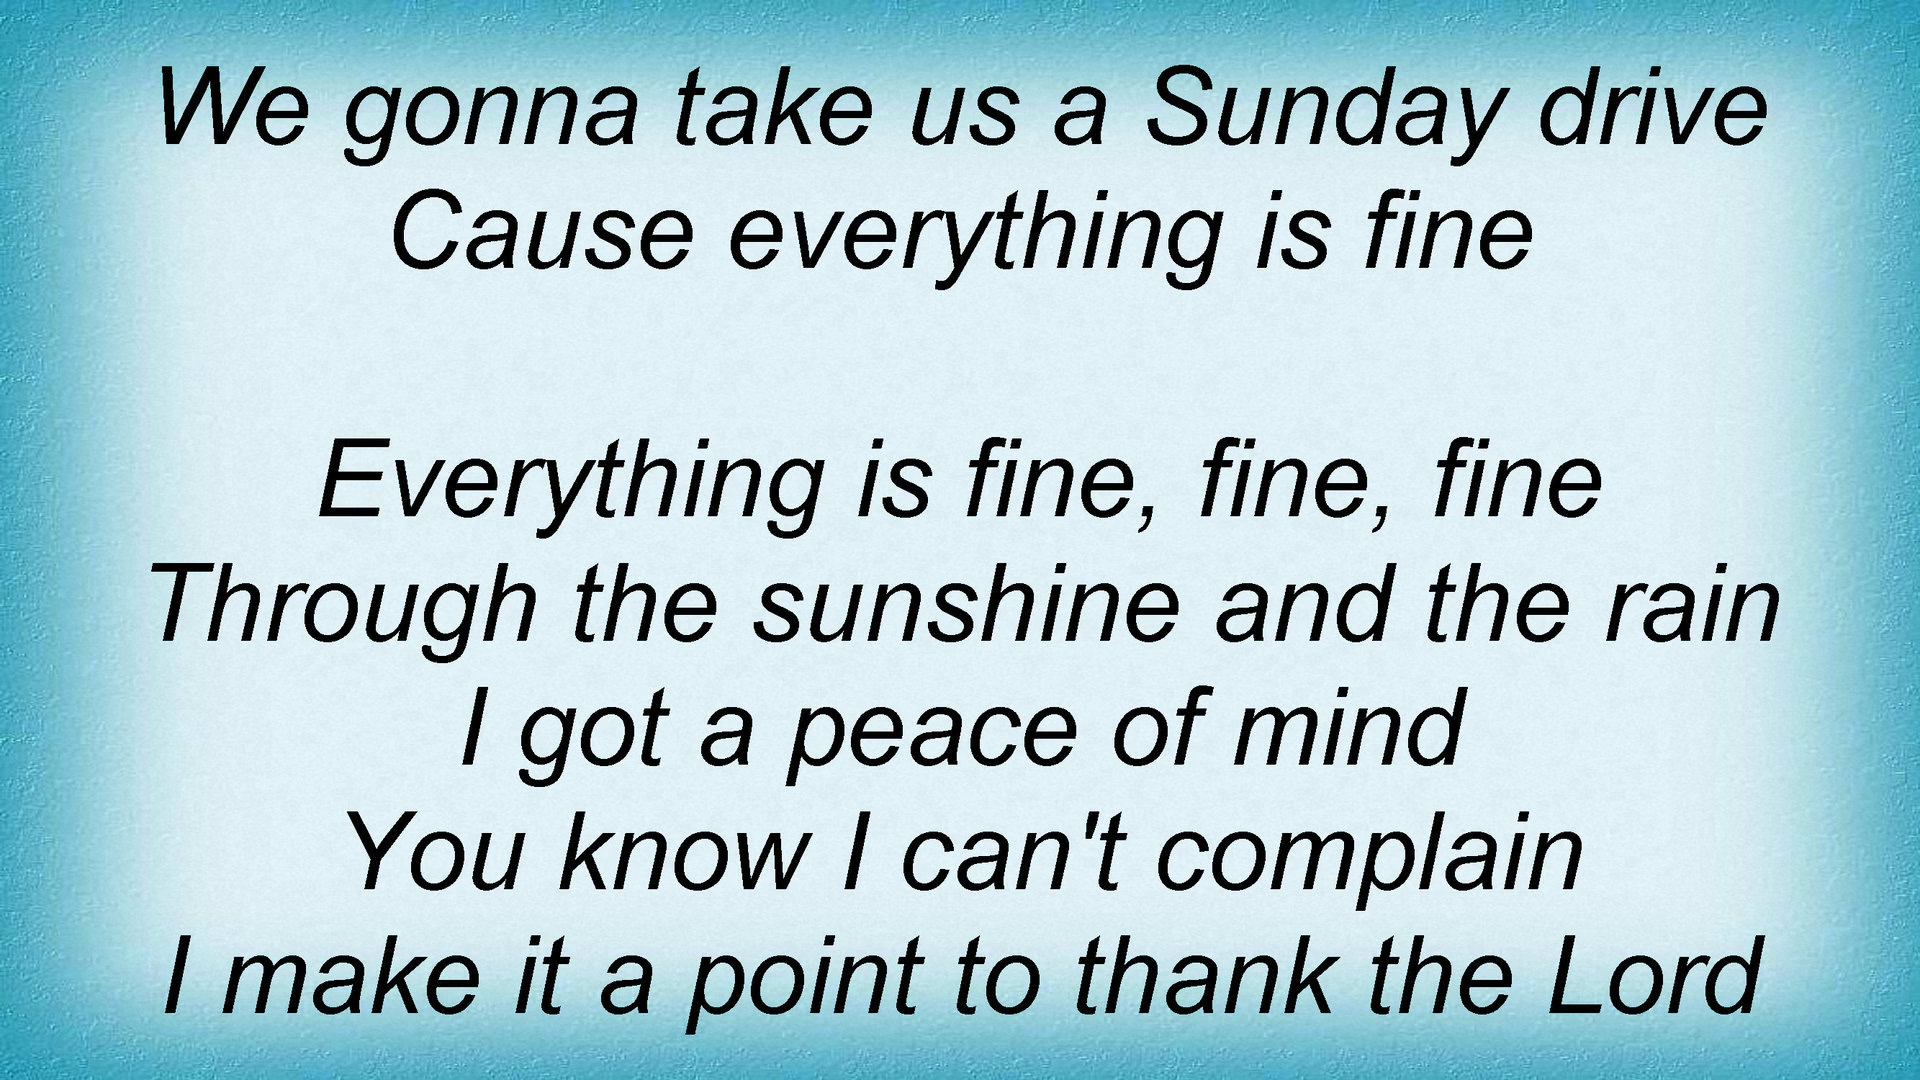 We gonna take us a Sunday drive
Cause everything is fine
Everything is fine, fine, fine
Through the sunshine and the rain
I got a peace of mind
You know I can't complain
I make it a point to thank the Lord